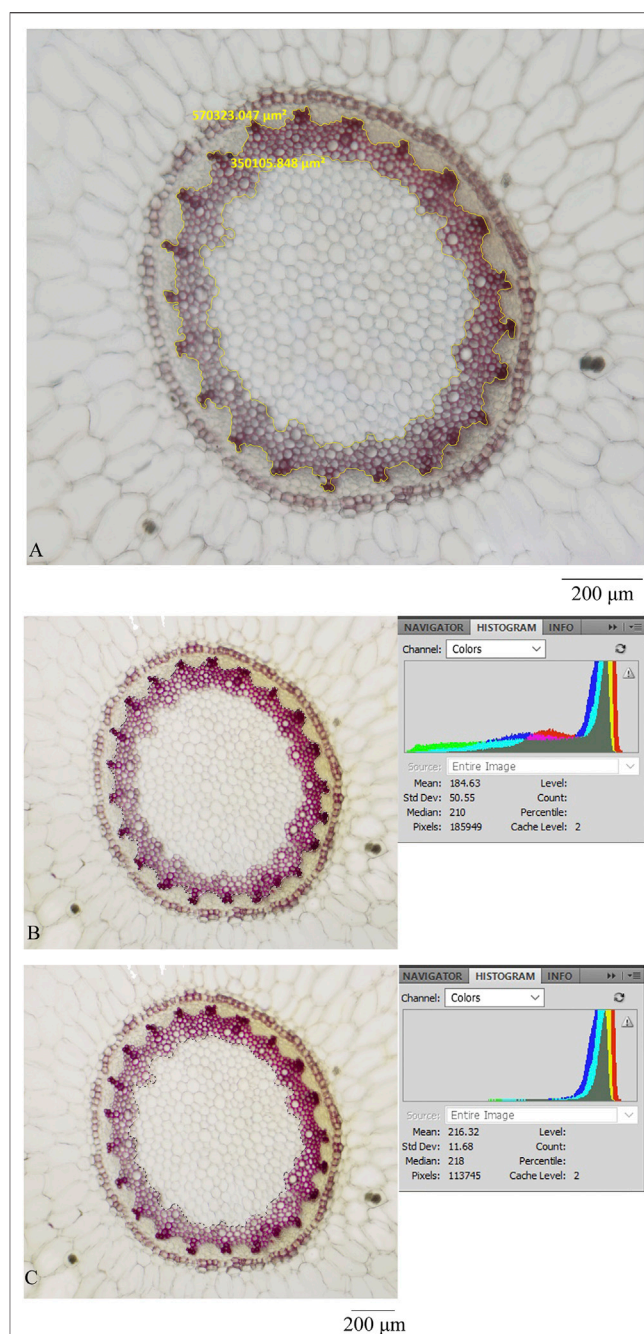 570323.047 µm²
350105.848 µm²
A
200 µm
NAVIGATOR HISTOGRAM INFO
Channel: Colors
Source: Entire Image
Mean: 184.63 Level:
Std Dev: 50.55 Count:
Median: 210 Percentile:
Pixels: 185949 Cache Level: 2
B
NAVIGATOR HISTOGRAM INFO
Channel: Colors
Source: Entire Image
Mean: 216.32 Level:
Std Dev: 11.68 Count:
Median: 218 Percentile:
Pixels: 113745 Cache Level: 2
C
200 µm